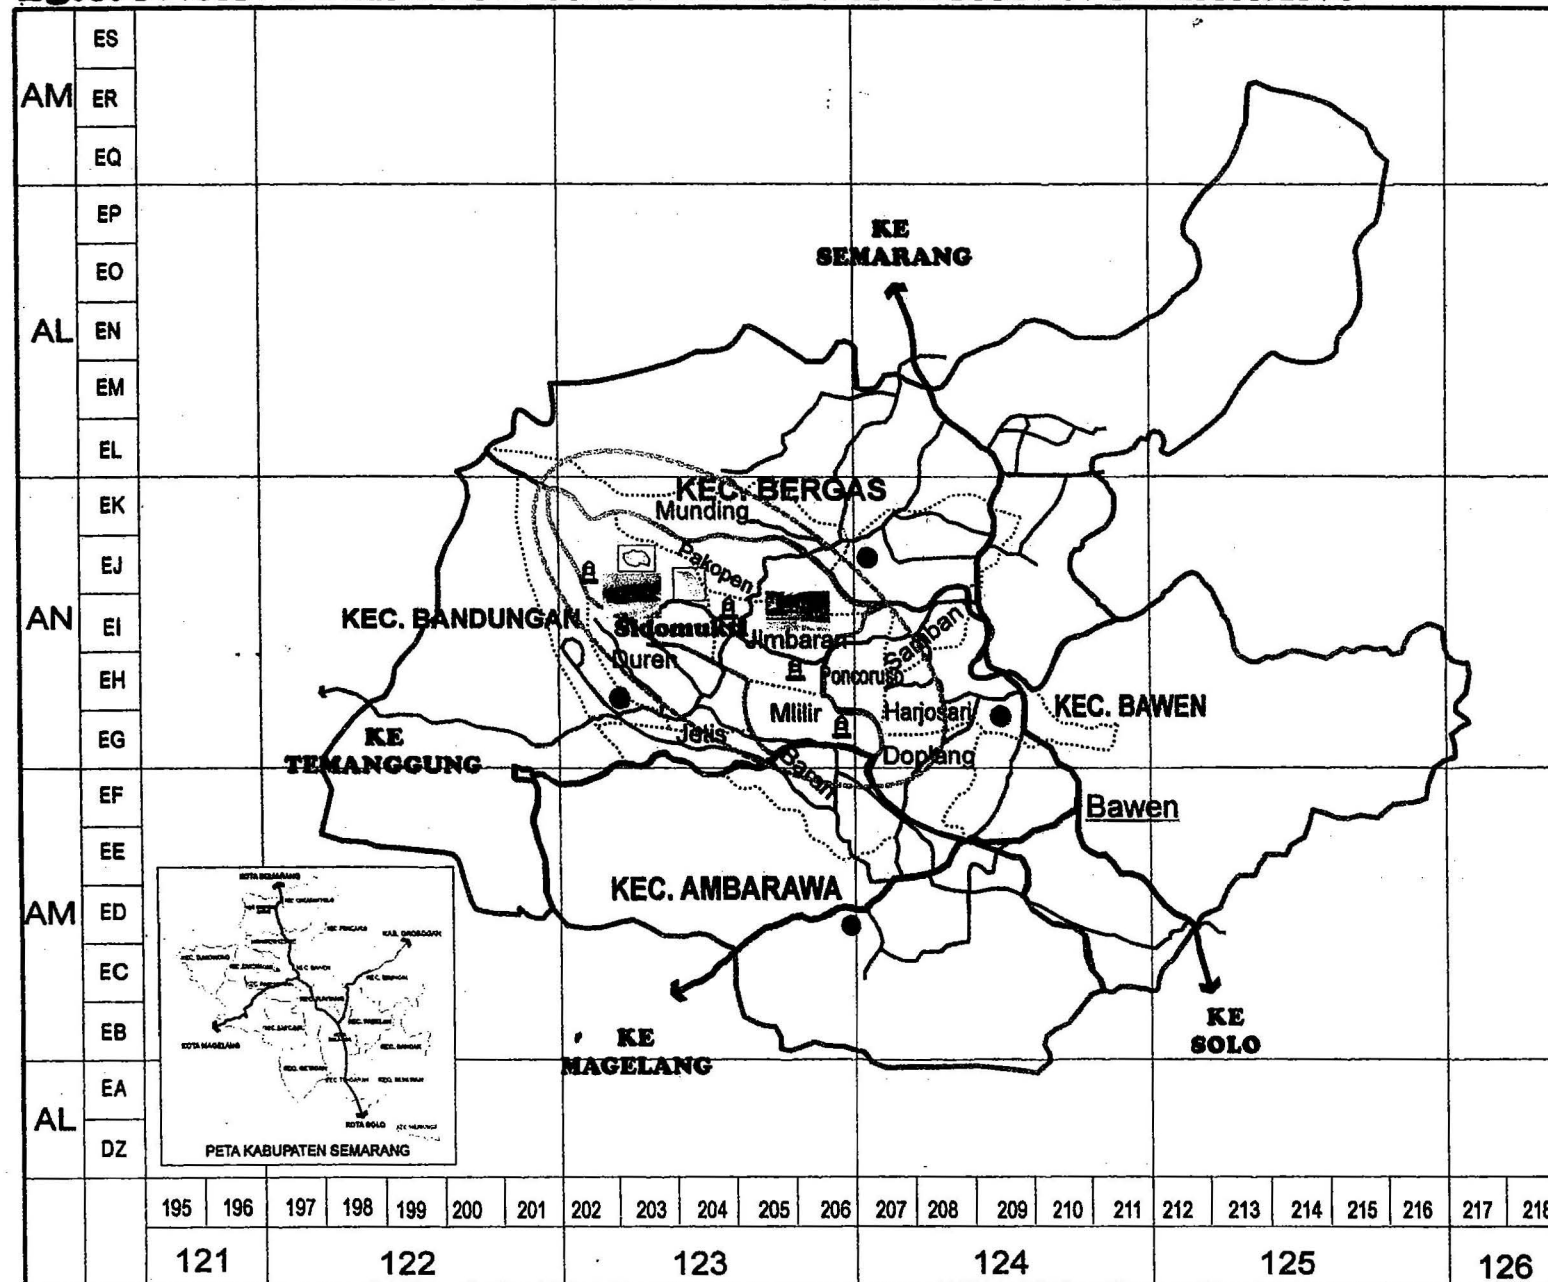 ES
AM
ER
EQ
EP
EO
AL
EN
EM
EL
EK
EJ
AN
EI
EH
EG
EF
EE
AM
ED
EC
EB
EA
AL
DZ
KE
SEMARANG
KEC. BERGAS
Munding
Pakopen
KEC. BANDUNGAN
Jimbaran
Samban
Duren
Poncoruso
KEC. BAWEN
Mlilir
Harjosari
Jetis
KE
TEMANGGUNG
Doplang
Baran
Bawen
KEC. AMBARAWA
KE
MAGELANG
KE
SOLO
KOTA MAGELANG
KOTA SOLO
PETA KABUPATEN SEMARANG
195 196 197 198 199 200 201 202 203 204 205 206 207 208 209 210 211 212 213 214 215 216 217 218
121 122 123 124 125 126